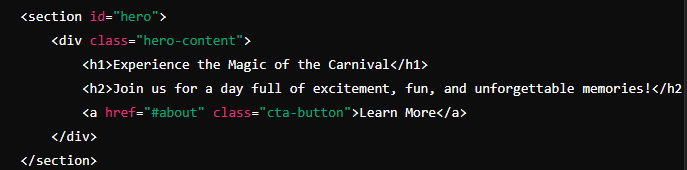 <section id="hero">
<div class="hero-content">
<h1>Experience the Magic of the Carnival</h1>
<h2>Join us for a day full of excitement, fun, and unforgettable memories!</h2
<a href="#about" class="cta-button">Learn More</a>
</div>
</section>